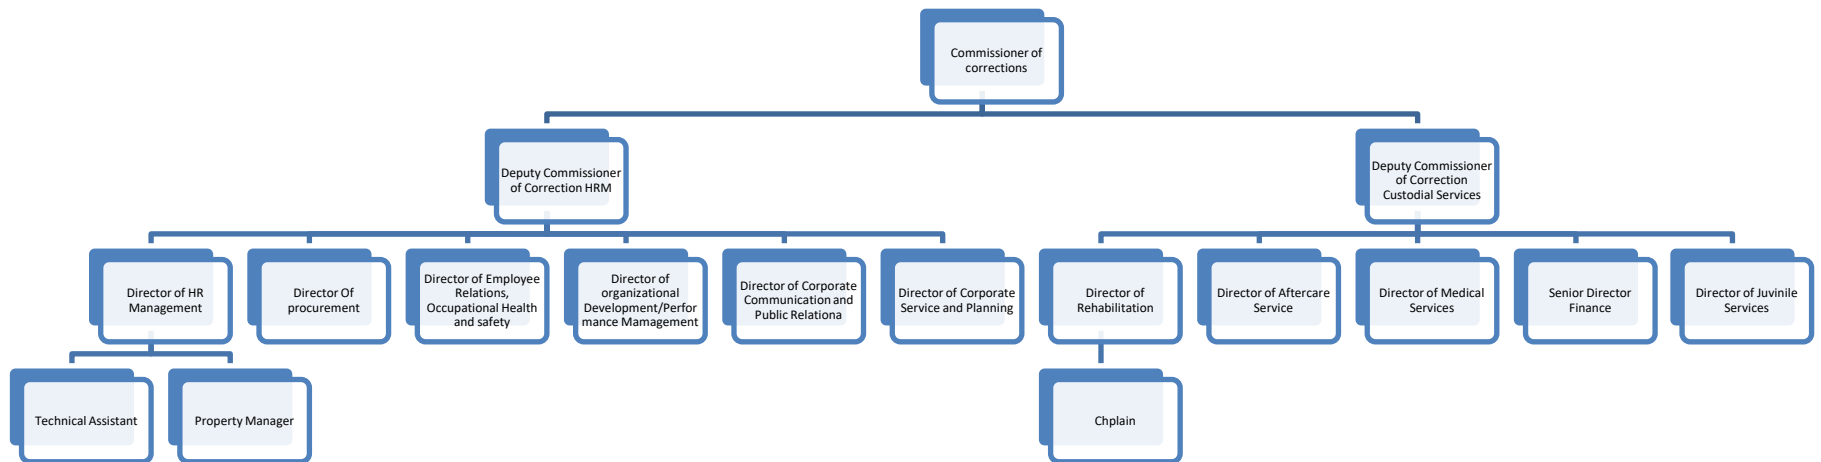 Commissioner of
corrections
Deputy Commissioner
of Correction HRM
Deputy Commissioner
of Correction
Custodial Services
Director of HR
Management
Director Of
procurement
Director of Employee
Relations,
Occupational Health
and safety
Director of
organizational
Development/Perfor
mance Mamagement
Director of Corporate
Communication and
Public Relationa
Director of Corporate
Service and Planning
Director of
Rehabilitation
Director of Aftercare
Service
Director of Medical
Services
Senior Director
Finance
Director of Juvinile
Services
Technical Assistant
Property Manager
Chplain